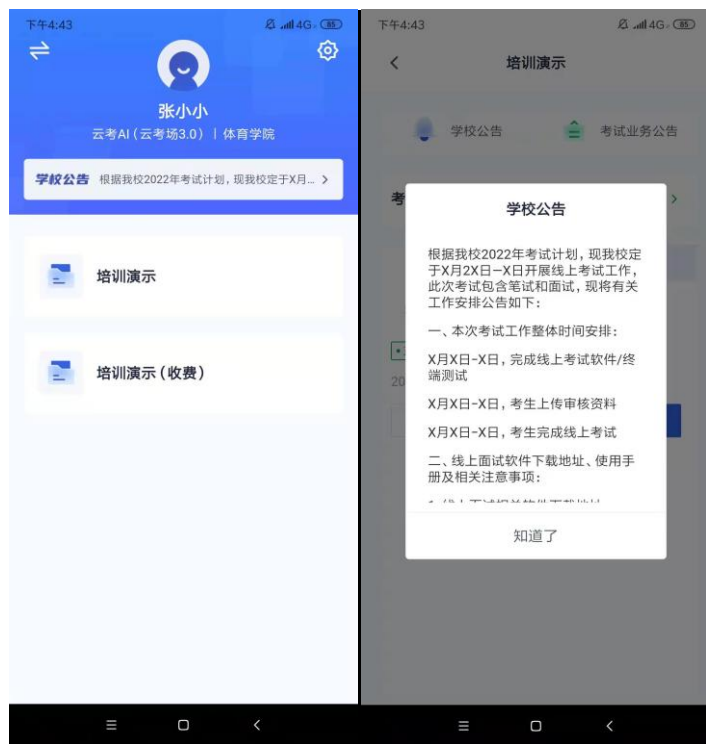 下午4:43
4G
85
张小小
云考AI(云考场3.0) | 体育学院
学校公告 根据我校2022年考试计划,现我校定于X月...
培训演示
培训演示(收费)
下午4:43
4G
85
培训演示
学校公告
考试业务公告
考
学校公告
根据我校2022年考试计划,现我校定
于X月2X日—X日开展线上考试工作,
此次考试包含笔试和面试,现将有关
工作安排公告如下:
一、本次考试工作整体时间安排:
X月X日-X日,完成线上考试软件/终
端测试
X月X日-X日,考生上传审核资料
X月X日-X日,考生完成线上考试
二、线上面试软件下载地址、使用手
册及相关注意事项:
20
知道了